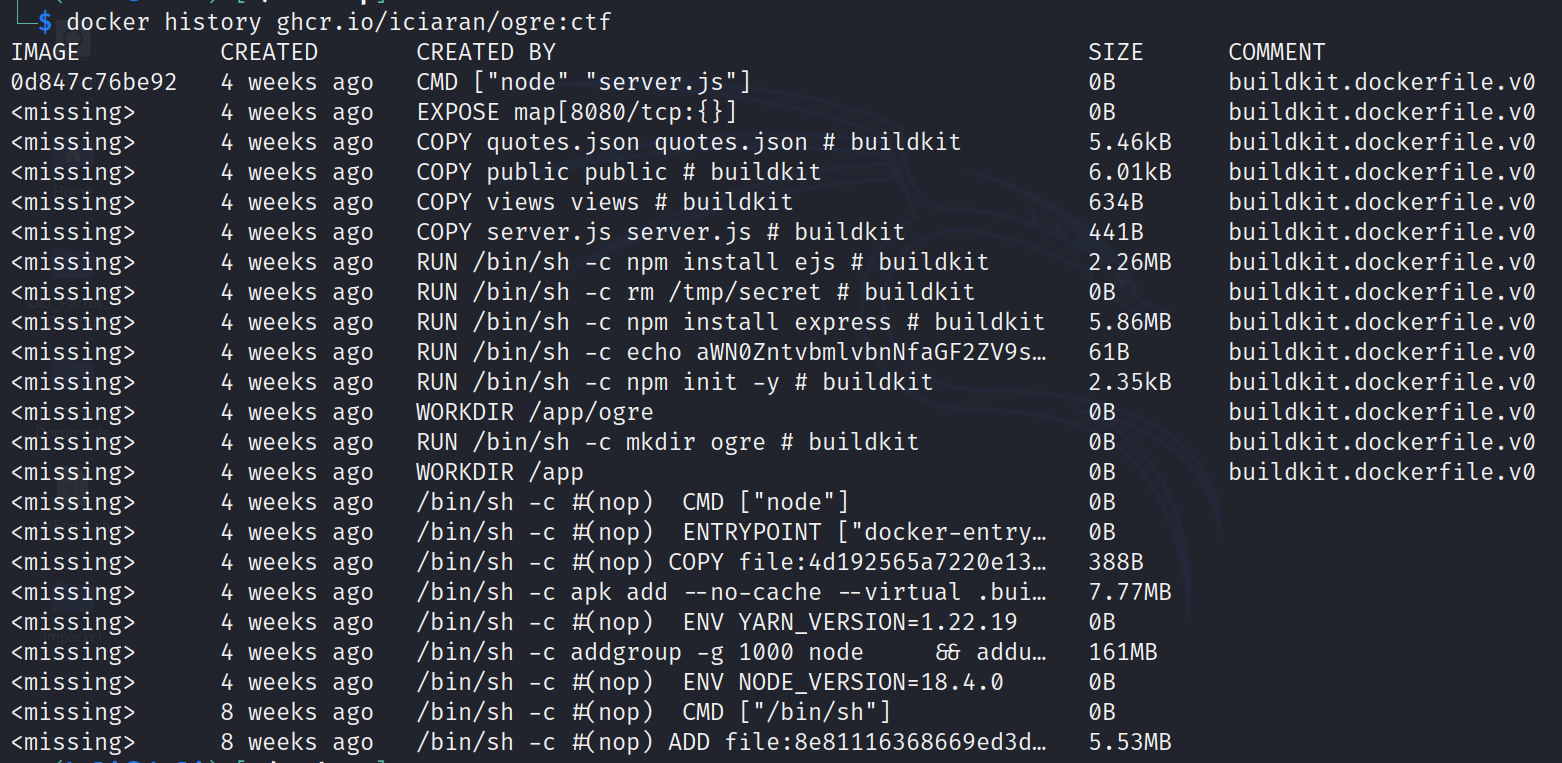 $ docker history ghcr.io/iciaran/ogre:ctf
IMAGE CREATED CREATED BY SIZE COMMENT
0d847c76be92 4 weeks ago CMD ["node" "server.js"] 0B buildkit.dockerfile.v0
<missing> 4 weeks ago EXPOSE map[8080/tcp:{}] 0B buildkit.dockerfile.v0
<missing> 4 weeks ago COPY quotes.json quotes.json # buildkit 5.46kB buildkit.dockerfile.v0
<missing> 4 weeks ago COPY public public # buildkit 6.01kB buildkit.dockerfile.v0
<missing> 4 weeks ago COPY views views # buildkit 634B buildkit.dockerfile.v0
<missing> 4 weeks ago COPY server.js server.js # buildkit 441B buildkit.dockerfile.v0
<missing> 4 weeks ago RUN /bin/sh -c npm install ejs # buildkit 2.26MB buildkit.dockerfile.v0
<missing> 4 weeks ago RUN /bin/sh -c rm /tmp/secret # buildkit 0B buildkit.dockerfile.v0
<missing> 4 weeks ago RUN /bin/sh -c npm install express # buildkit 5.86MB buildkit.dockerfile.v0
<missing> 4 weeks ago RUN /bin/sh -c echo aWN0ZntvbmlvbnNfaGF2ZV9s… 61B buildkit.dockerfile.v0
<missing> 4 weeks ago RUN /bin/sh -c npm init -y # buildkit 2.35kB buildkit.dockerfile.v0
<missing> 4 weeks ago WORKDIR /app/ogre 0B buildkit.dockerfile.v0
<missing> 4 weeks ago RUN /bin/sh -c mkdir ogre # buildkit 0B buildkit.dockerfile.v0
<missing> 4 weeks ago WORKDIR /app 0B buildkit.dockerfile.v0
<missing> 4 weeks ago /bin/sh -c #(nop) CMD ["node"] 0B
<missing> 4 weeks ago /bin/sh -c #(nop) ENTRYPOINT ["docker-entry… 0B
<missing> 4 weeks ago /bin/sh -c #(nop) COPY file:4d192565a7220e13… 388B
<missing> 4 weeks ago /bin/sh -c apk add --no-cache --virtual .bui… 7.77MB
<missing> 4 weeks ago /bin/sh -c #(nop) ENV YARN_VERSION=1.22.19 0B
<missing> 4 weeks ago /bin/sh -c addgroup -g 1000 node && addu… 161MB
<missing> 4 weeks ago /bin/sh -c #(nop) ENV NODE_VERSION=18.4.0 0B
<missing> 8 weeks ago /bin/sh -c #(nop) CMD ["/bin/sh"] 0B
<missing> 8 weeks ago /bin/sh -c #(nop) ADD file:8e81116368669ed3d… 5.53MB